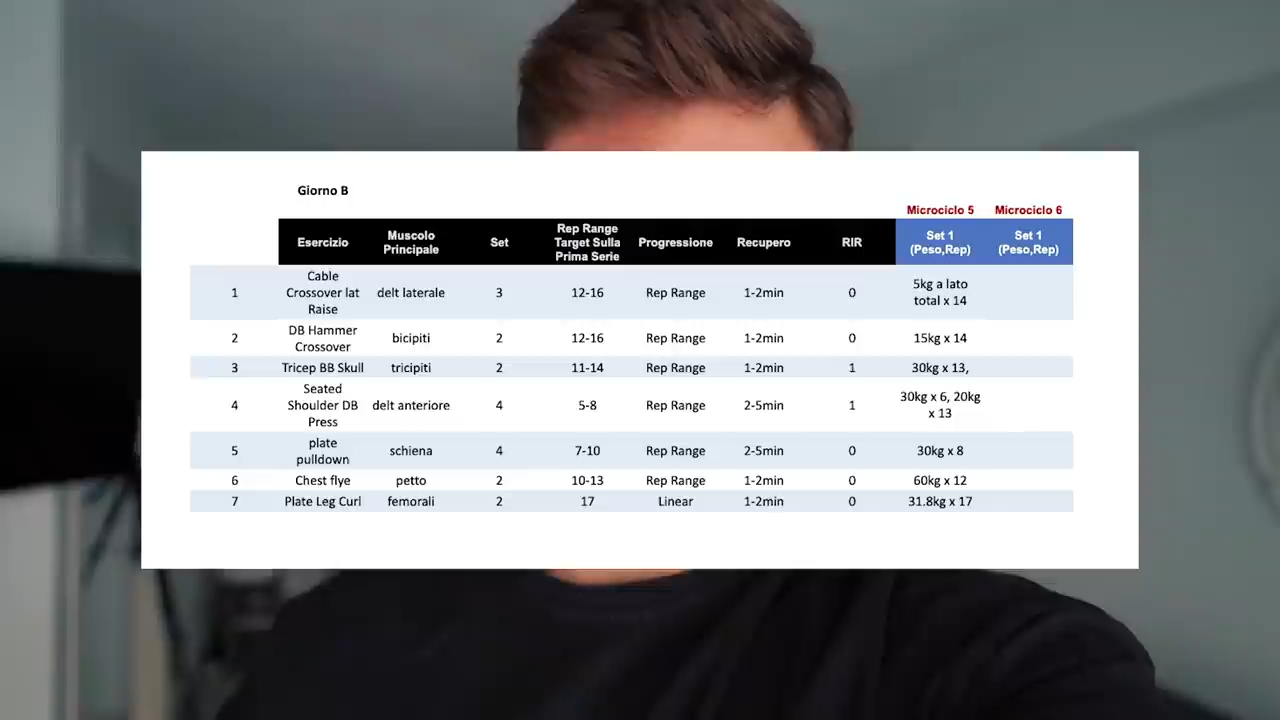 Giorno B
Microciclo 5 Microciclo 6
Esercizio Muscolo Principale Set Rep Range Target Sulla Prima Serie Progressione Recupero RIR Set 1 (Peso,Rep) Set 1 (Peso,Rep)
1 Cable Crossover lat Raise delt laterale 3 12-16 Rep Range 1-2min 0 5kg a lato total x 14
2 DB Hammer Crossover bicipiti 2 12-16 Rep Range 1-2min 0 15kg x 14
3 Tricep BB Skull tricipiti 2 11-14 Rep Range 1-2min 1 30kg x 13,
4 Seated Shoulder DB Press delt anteriore 4 5-8 Rep Range 2-5min 1 30kg x 6, 20kg x 13
5 plate pulldown schiena 4 7-10 Rep Range 2-5min 0 30kg x 8
6 Chest flye petto 2 10-13 Rep Range 1-2min 0 60kg x 12
7 Plate Leg Curl femorali 2 17 Linear 1-2min 0 31.8kg x 17